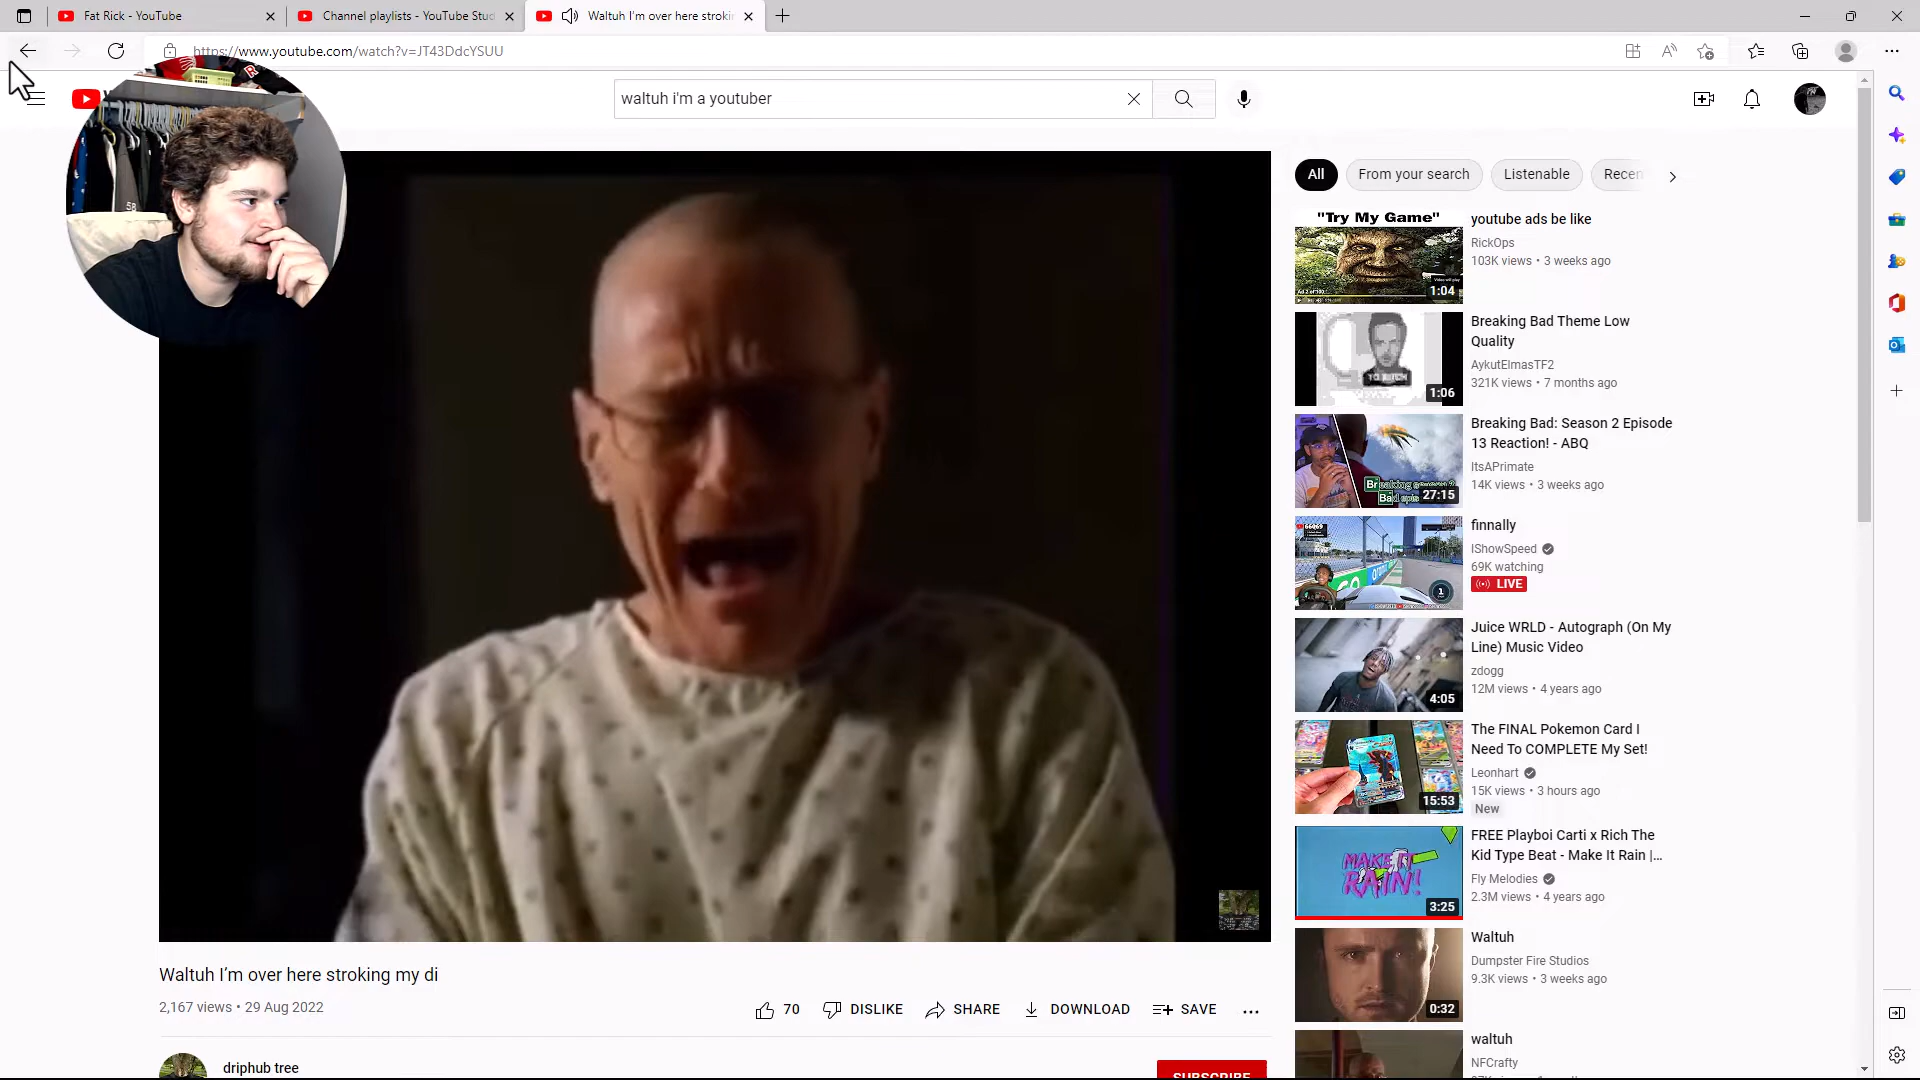 Fat Rick - YouTube
Channel playlists - YouTube Stud
Waltuh I'm over here strokin
https://www.youtube.com/watch?v=JT43DdcYSUU
waltuh i'm a youtuber
All
From your search
Listenable
Recen
"Try My Game"
1:04
youtube ads be like
RickOps
103K views • 3 weeks ago
1:06
Breaking Bad Theme Low
Quality
AykutElmasTF2
321K views • 7 months ago
27:15
Breaking Bad: Season 2 Episode
13 Reaction! - ABQ
ItsAPrimate
14K views • 3 weeks ago
finnally
IShowSpeed
69K watching
LIVE
4:05
Juice WRLD - Autograph (On My
Line) Music Video
zdogg
12M views • 4 years ago
15:53
The FINAL Pokemon Card I
Need To COMPLETE My Set!
Leonhart
15K views • 3 hours ago
New
MAKE IT
RAIN!
3:25
FREE Playboi Carti x Rich The
Kid Type Beat - Make It Rain |...
Fly Melodies
2.3M views • 4 years ago
0:32
Waltuh
Dumpster Fire Studios
9.3K views • 3 weeks ago
waltuh
NFCrafty
Waltuh I'm over here stroking my di
2,167 views • 29 Aug 2022
70
DISLIKE
SHARE
DOWNLOAD
SAVE
driphub tree
SUBSCRIBE